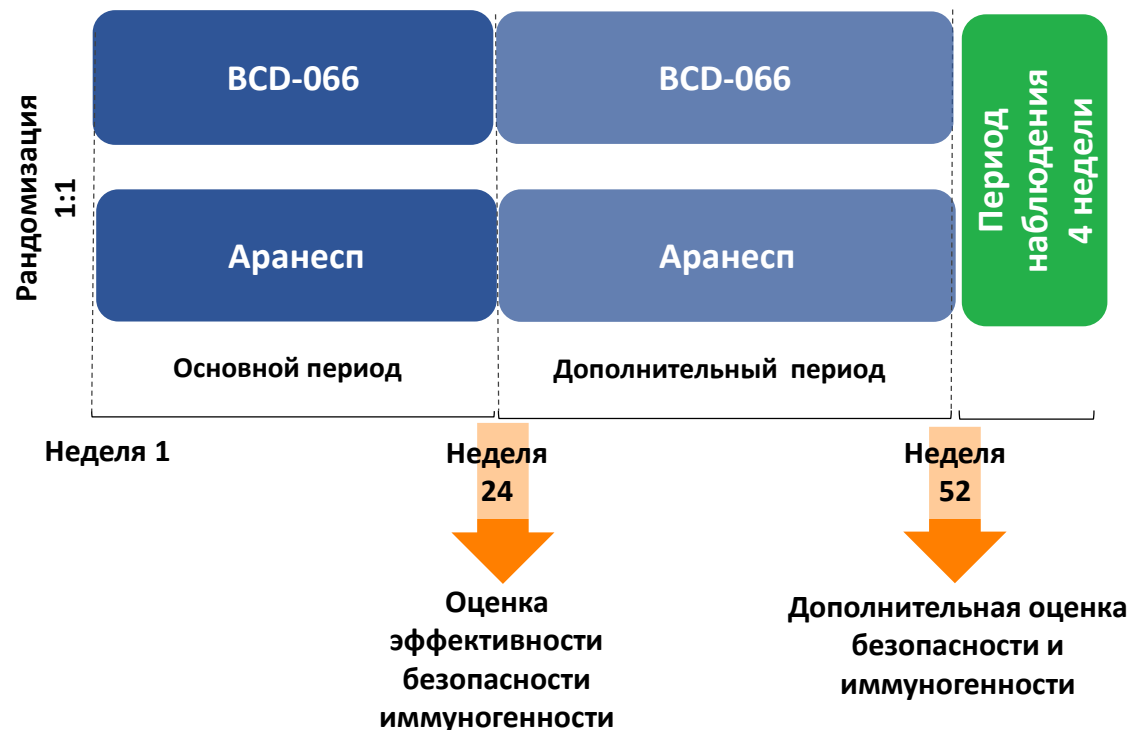 Рандомизация
1:1
BCD-066
BCD-066
Аранесп
Аранесп
Период
наблюдения
4 недели
Основной период
Дополнительный период
Неделя 1
Неделя
24
Неделя
52
Оценка
эффективности
безопасности
иммуногенности
Дополнительная оценка
безопасности и
иммуногенности